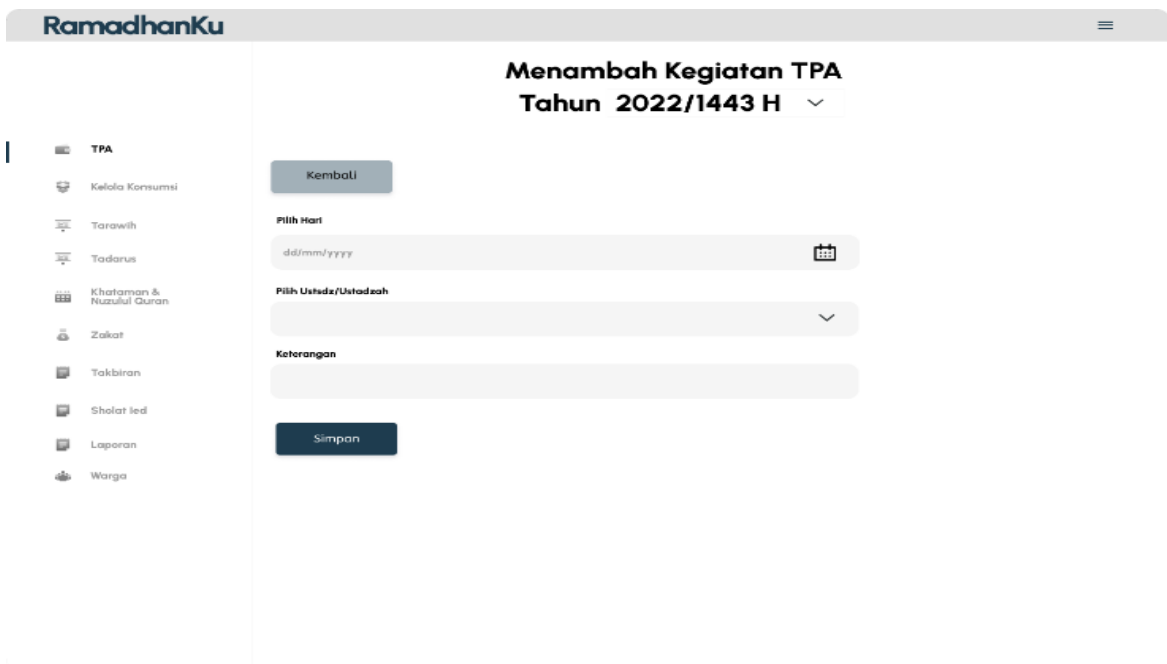 RamadhanKu
Menambah Kegiatan TPA
Tahun 2022/1443 H
TPA
Kelola Konsumsi
Tarawih
Tadarus
Khataman &
Nuzulul Quran
Zakat
Takbiran
Sholat Ied
Laporan
Warga
Kembali
Pilih Hari
dd/mm/yyyy
Pilih Ustsdz/Ustadzah
Keterangan
Simpan